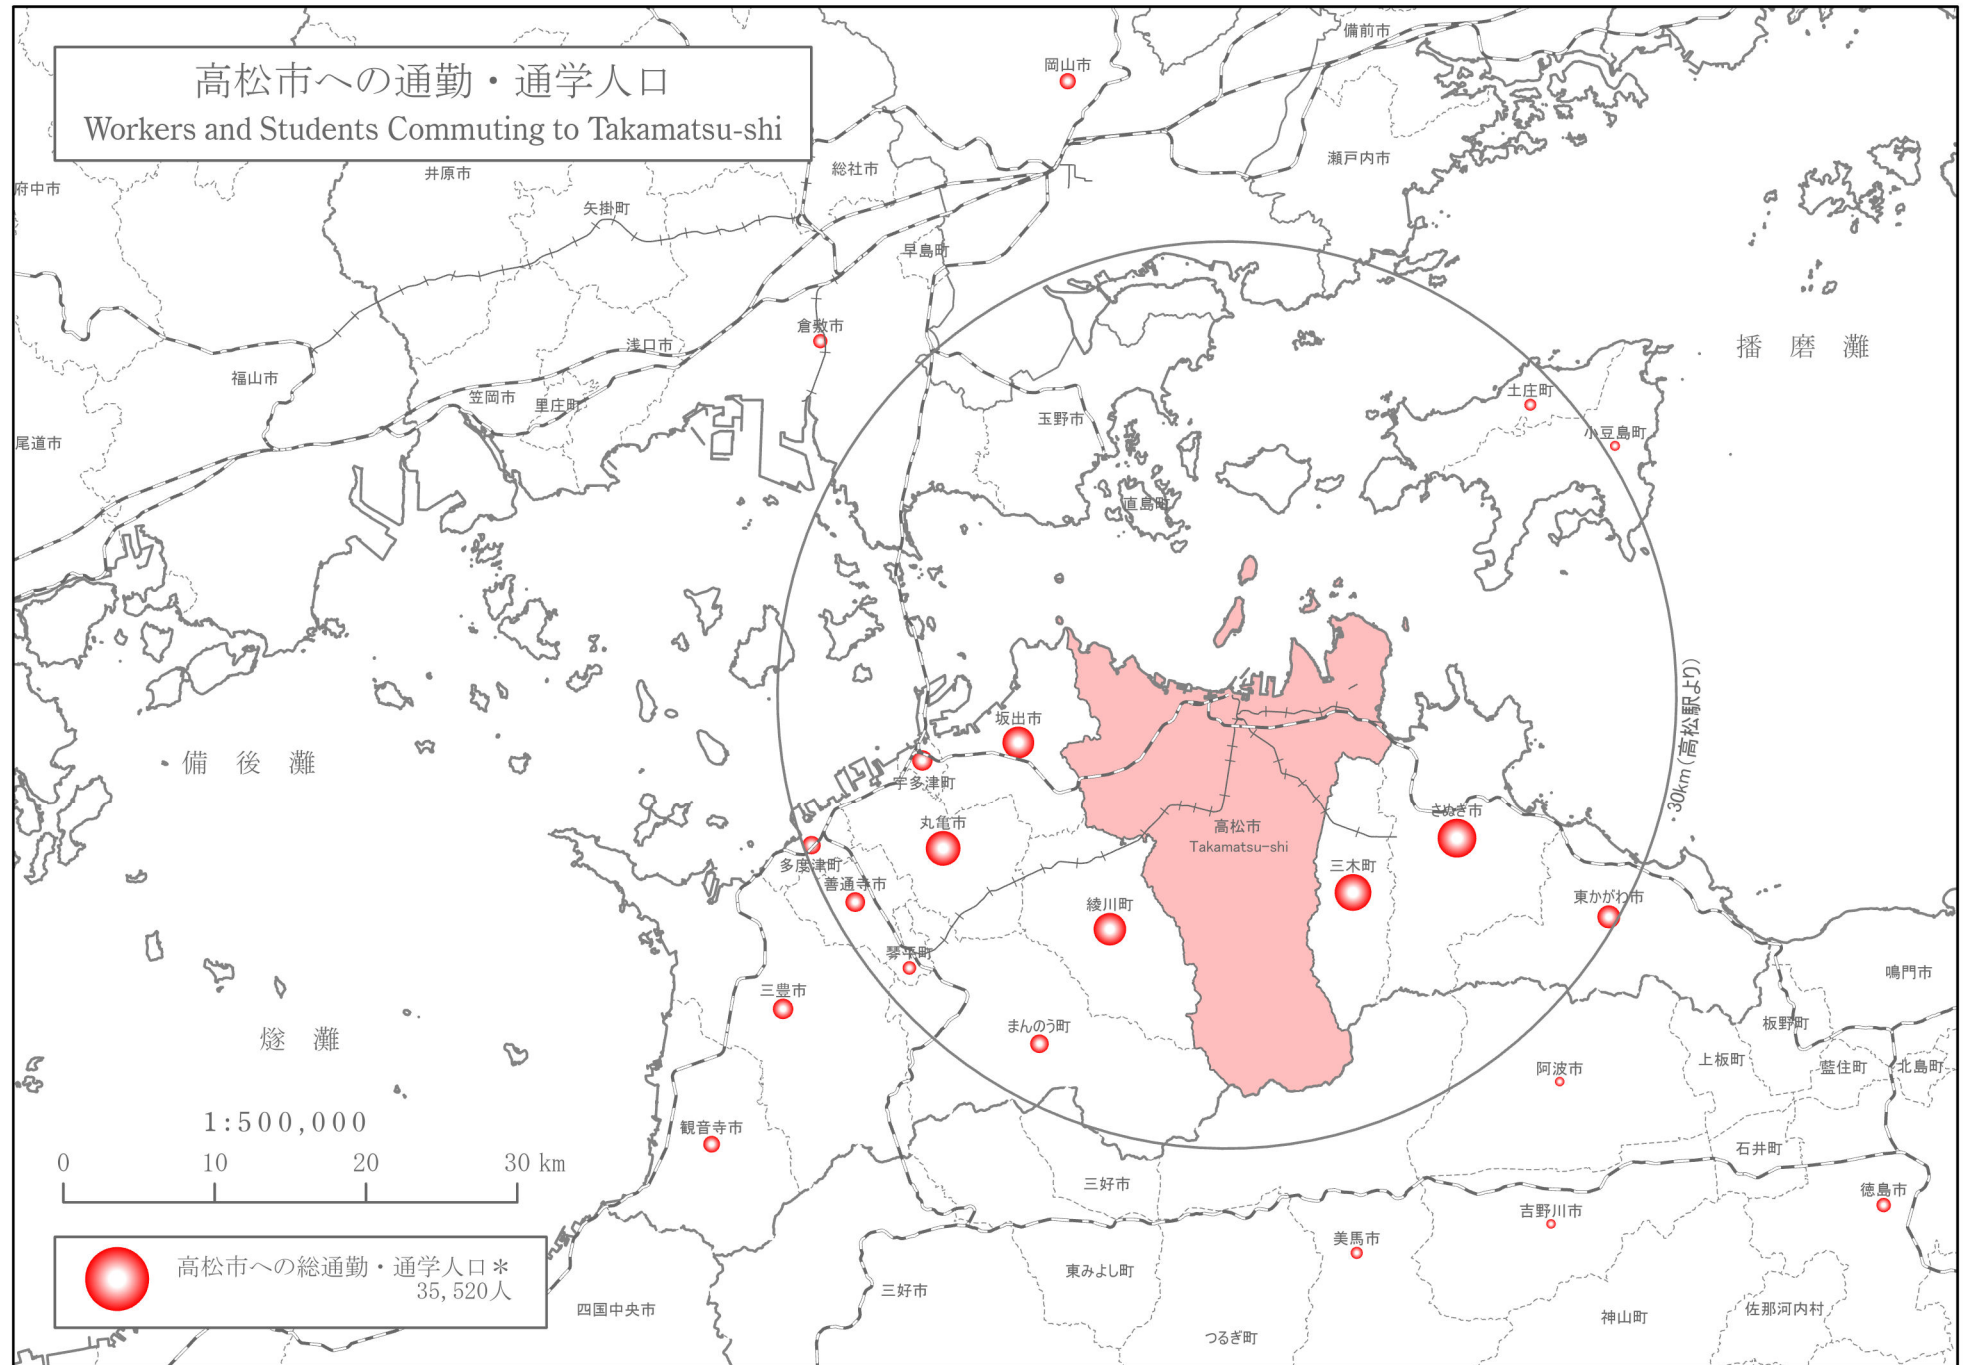 高松市への通勤・通学人口
Workers and Students Commuting to Takamatsu-shi
備前市
岡山市
瀬戸内市
総社市
井原市
府中市
矢掛町
早島町
倉敷市
浅口市
播磨灘
福山市
笠岡市
里庄町
土庄町
玉野市
小豆島町
尾道市
直島町
30km(高松駅より)
坂出市
備後灘
宇多津町
丸亀市
高松市
Takamatsu-shi
さぬき市
多度津町
善通寺市
三木町
綾川町
東かがわ市
琴平町
三豊市
鳴門市
まんのう町
板野町
燧灘
阿波市
上板町
藍住町
北島町
1:500,000
観音寺市
石井町
0 10 20 30 km
三好市
徳島市
吉野川市
美馬市
高松市への総通勤・通学人口*
35,520人
東みよし町
三好市
四国中央市
神山町
佐那河内村
つるぎ町